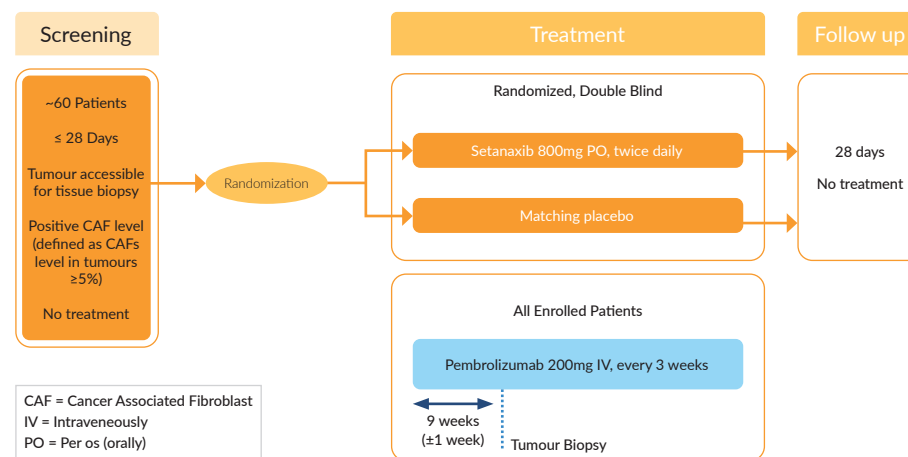 Screening
Treatment
Follow up
~60 Patients
≤ 28 Days
Tumour accessible
for tissue biopsy
Positive CAF level
(defined as CAFs
level in tumours
≥5%)
No treatment
Randomization
Randomized, Double Blind
Setanaxib 800mg PO, twice daily
Matching placebo
28 days
No treatment
All Enrolled Patients
Pembrolizumab 200mg IV, every 3 weeks
9 weeks
(±1 week)
Tumour Biopsy
CAF = Cancer Associated Fibroblast
IV = Intraveneously
PO = Per os (orally)